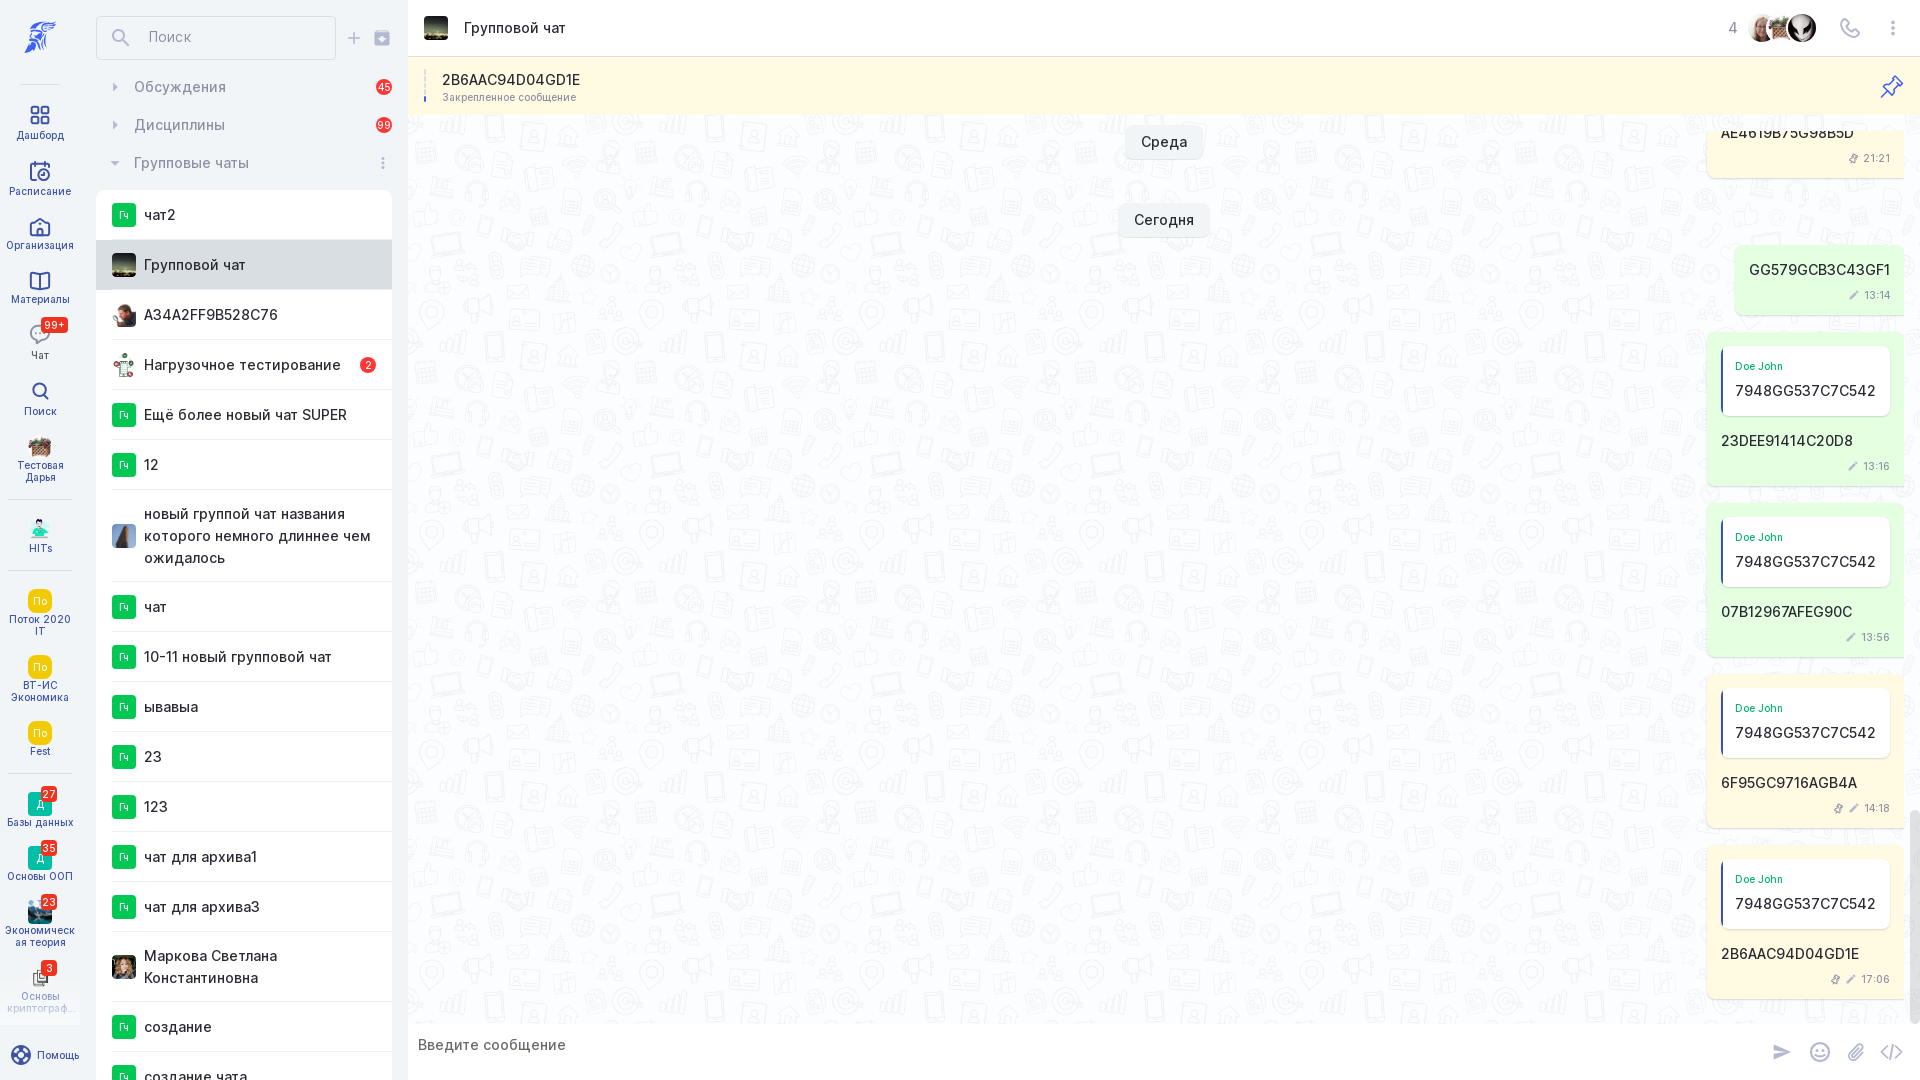 Дашборд
Расписание
Организация
Материалы
99+
Чат
Поиск
Тестовая
Дарья
HITs
По
Поток 2020
IT
По
ВТ-ИС
Экономика
По
Fest
27
Д
Базы данных
35
Д
Основы ООП
23
Экономическ
ая теория
3
Основы
криптограф...
Помощь
Поиск
Обсуждения
45
Дисциплины
99
Групповые чаты
Гч
чат2
Групповой чат
A34A2FF9B528C76
Нагрузочное тестирование
2
Гч
Ещё более новый чат SUPER
Гч
12
новый группой чат названия
которого немного длиннее чем
ожидалось
Гч
чат
Гч
10-11 новый групповой чат
Гч
ывавыа
Гч
23
Гч
123
Гч
чат для архива1
Гч
чат для архива3
Маркова Светлана
Константиновна
Гч
создание
Гч
создание чата
Групповой чат
4
2B6AAC94D04GD1E
Закрепленное сообщение
Среда
AE4619B75G98B5D
21:21
Сегодня
GG579GCB3C43GF1
13:14
Doe John
7948GG537C7C542
23DEE91414C20D8
13:16
Doe John
7948GG537C7C542
07B12967AFEG90C
13:56
Doe John
7948GG537C7C542
6F95GC9716AGB4A
14:18
Doe John
7948GG537C7C542
2B6AAC94D04GD1E
17:06
Введите сообщение